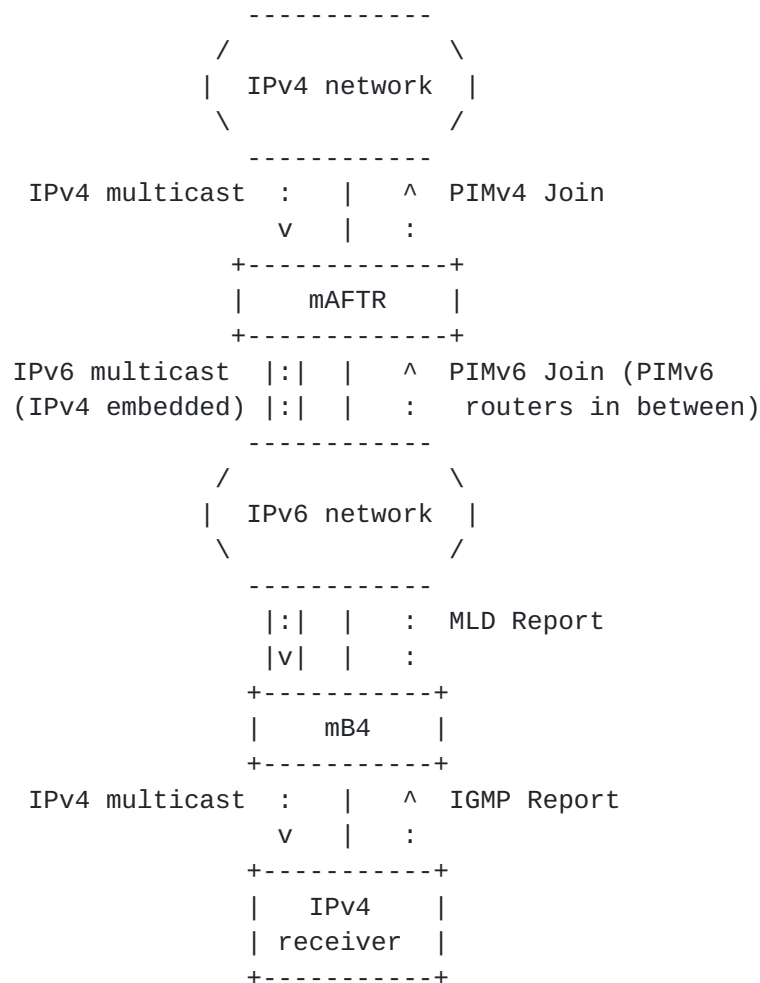 IPv4 network
IPv4 multicast : | ^ PIMv4 Join
v | :
mAFTR
IPv6 multicast |:| | ^ PIMv6 Join (PIMv6
(IPv4 embedded) |:| | : routers in between)
IPv6 network
|:| | : MLD Report
|v| | :
mB4
IPv4 multicast : | ^ IGMP Report
v | :
IPv4
receiver